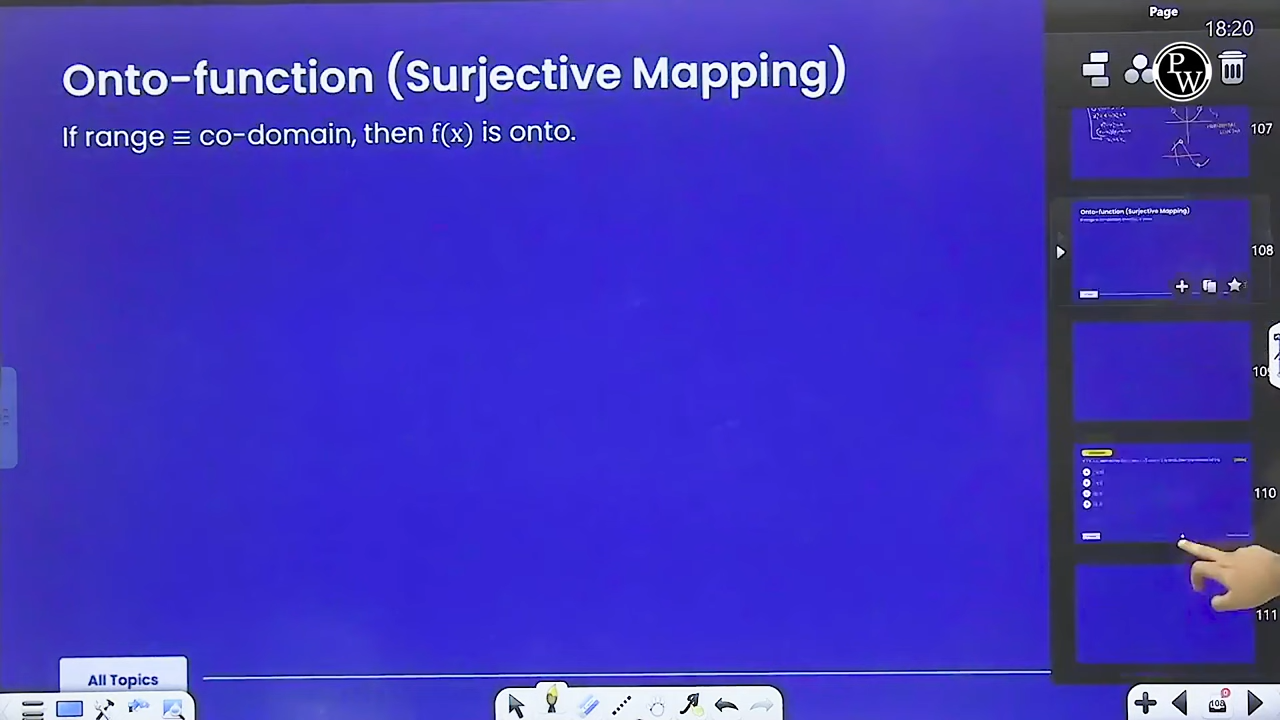 Page
18:20
PW
Onto-function (Surjective Mapping)
If range ≡ co-domain, then f(x) is onto.
107
Onto-function (Surjective Mapping)
108
110
111
All Topics
108